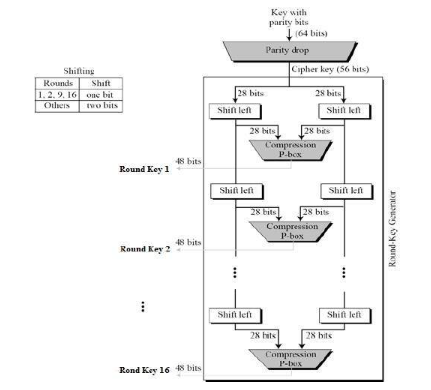 Key with
parity bits
(64 bits)
Parity drop
Cipher key (56 bits)
Shifting
Rounds Shift
1, 2, 9, 16 one bit
Others two bits
28 bits 28 bits
Shift left Shift left
28 bits 28 bits
Compression
P-box
48 bits
Round Key 1
Shift left Shift left
28 bits 28 bits
Compression
P-box
48 bits
Round Key 2
Round-Key Generator
Shift left Shift left
28 bits 28 bits
Compression
P-box
48 bits
Rond Key 16